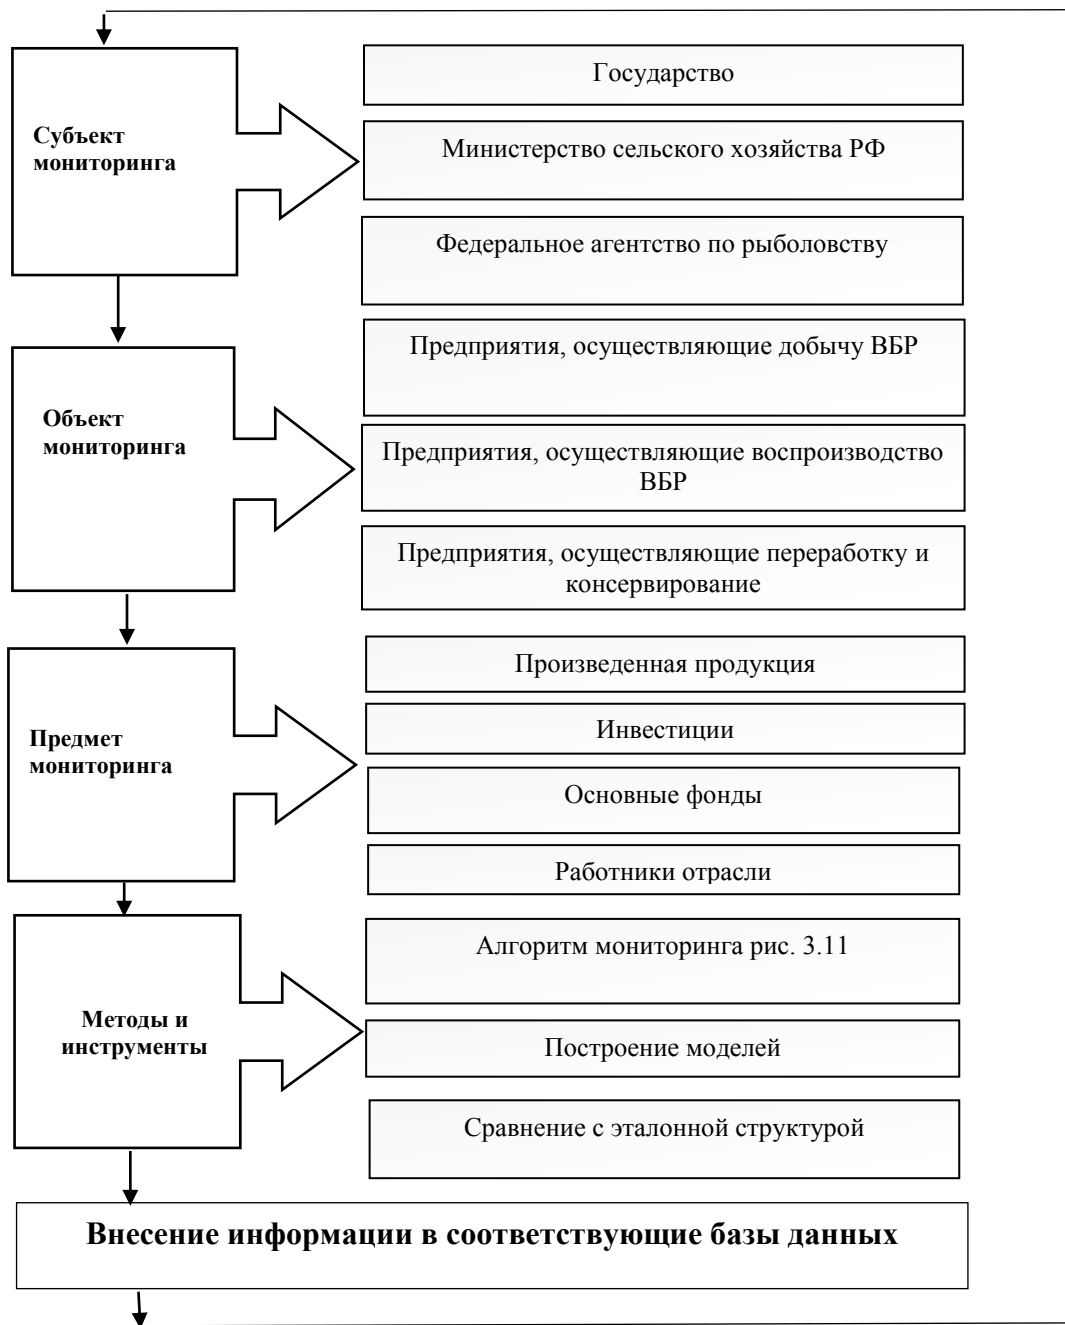 Субъект
мониторинга
Государство
Министерство сельского хозяйства РФ
Федеральное агентство по рыболовству
Объект
мониторинга
Предприятия, осуществляющие добычу ВБР
Предприятия, осуществляющие воспроизводство
ВБР
Предприятия, осуществляющие переработку и
консервирование
Предмет
мониторинга
Произведенная продукция
Инвестиции
Основные фонды
Работники отрасли
Методы и
инструменты
Алгоритм мониторинга рис. 3.11
Построение моделей
Сравнение с эталонной структурой
Внесение информации в соответствующие базы данных